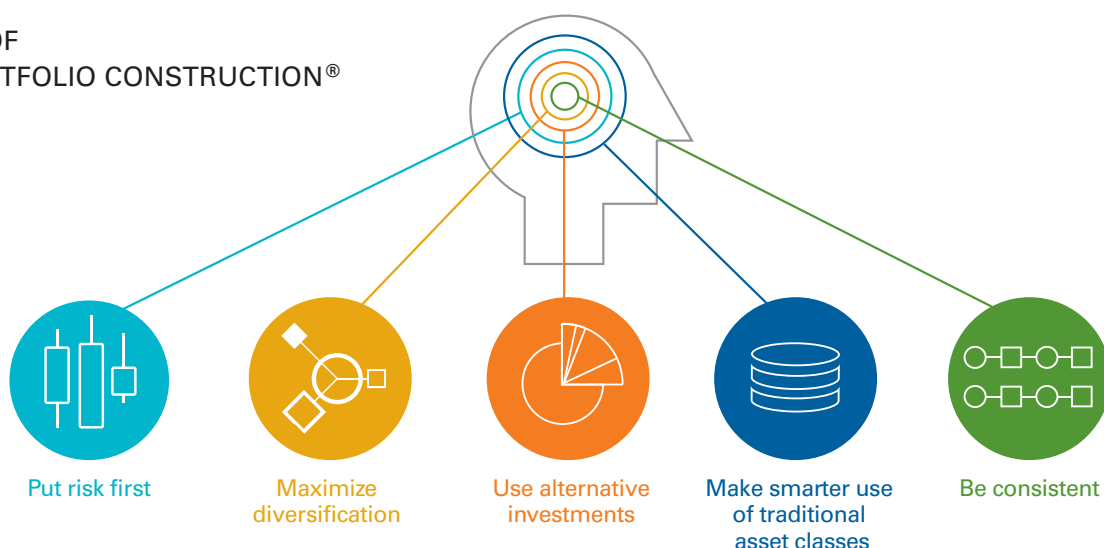 OF
TFOLIO CONSTRUCTION®
Put risk first
Maximize
diversification
Use alternative
investments
Make smarter use
of traditional
asset classes
Be consistent